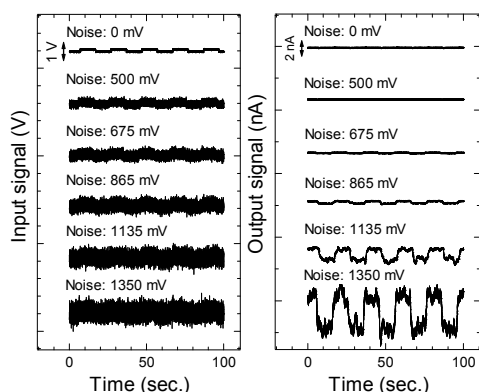 Input signal (V)
1 V
Noise: 0 mV
Noise: 500 mV
Noise: 675 mV
Noise: 865 mV
Noise: 1135 mV
Noise: 1350 mV
0
50
100
Time (sec.)
Output signal (nA)
2 nA
Noise: 0 mV
Noise: 500 mV
Noise: 675 mV
Noise: 865 mV
Noise: 1135 mV
Noise: 1350 mV
0
50
100
Time (sec.)